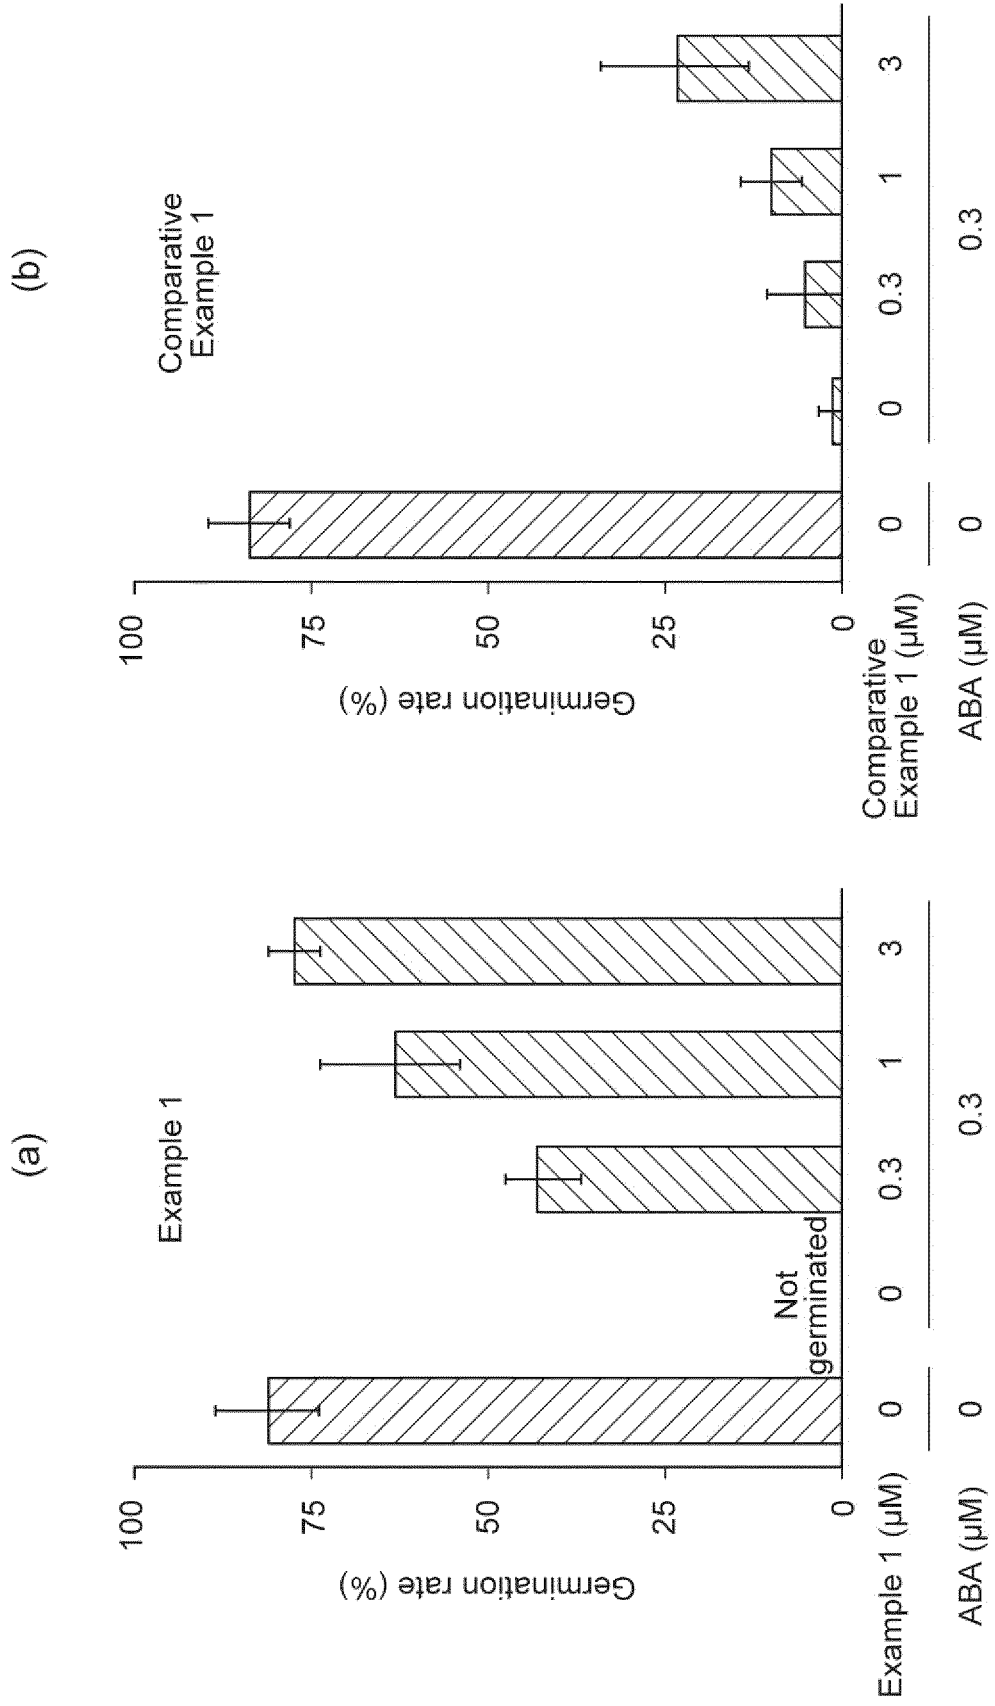 (a)
Example 1
Germination rate (%)
100
75
50
25
0
Not
germinated
Example 1 (µM) 0 0 0.3 1 3
ABA (µM) 0 0.3
(b)
Comparative
Example 1
Germination rate (%)
100
75
50
25
0
Comparative
Example 1 (µM) 0 0 0.3 1 3
ABA (µM) 0 0.3